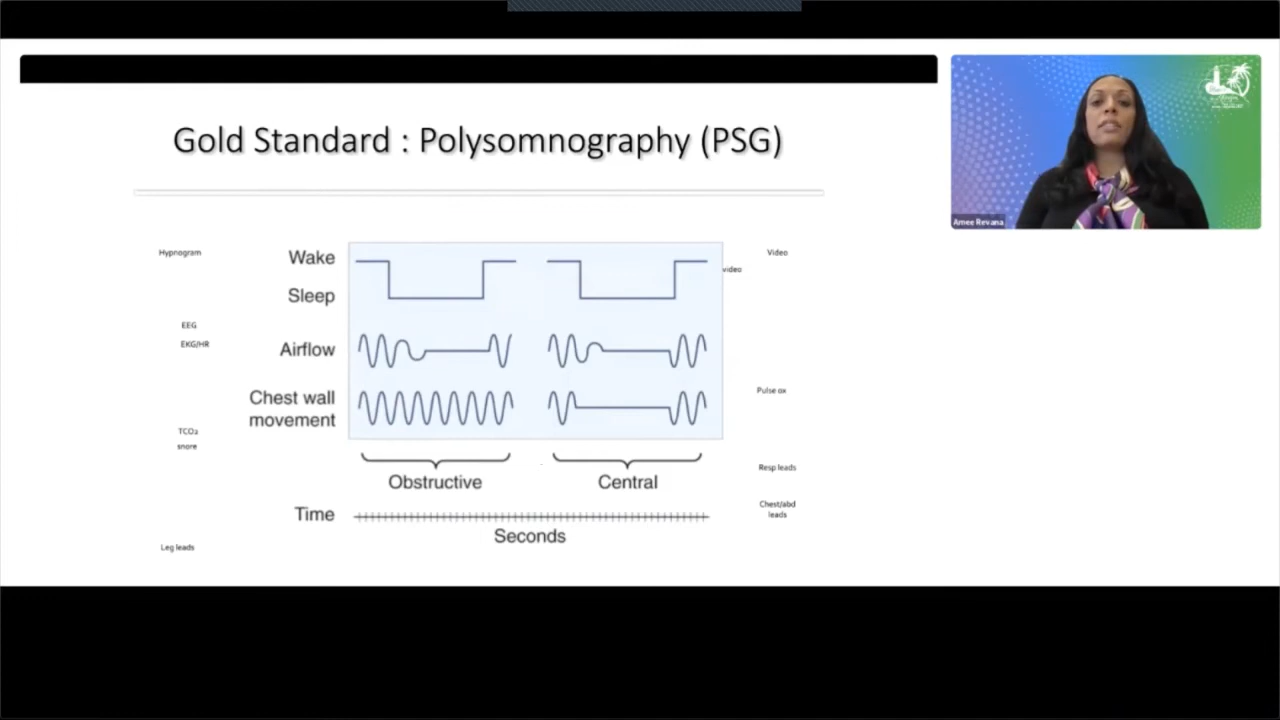 Gold Standard : Polysomnography (PSG)
Amee Revana
Hypnogram
Wake
Video
video
Sleep
EEG
EKG/HR
Airflow
Pulse ox
Chest wall
movement
TCO2
snore
Resp leads
Obstructive
Central
Chest/abd
leads
Time
Seconds
Leg leads